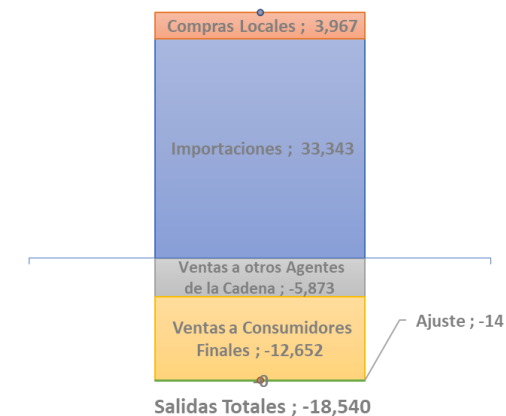 Compras Locales ; 3,967
Importaciones ; 33,343
Ventas a otros Agentes
de la Cadena ; -5,873
Ventas a Consumidores
Finales ; -12,652
Ajuste ; -14
-0
Salidas Totales ; -18,540